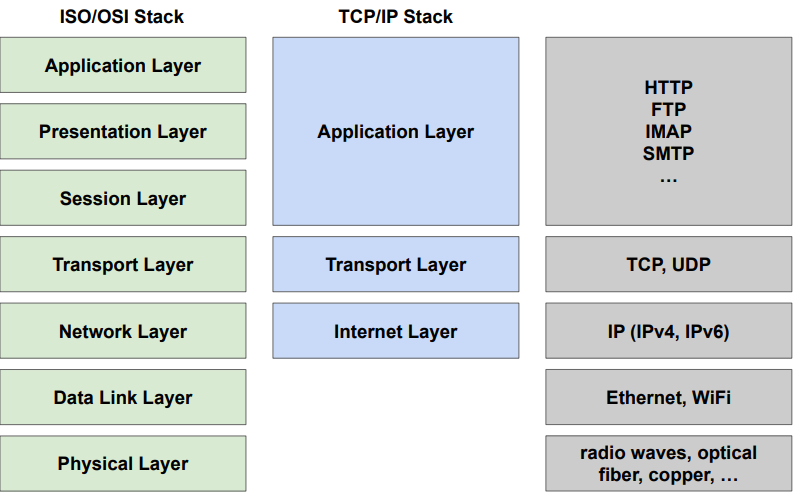 ISO/OSI Stack
TCP/IP Stack
Application Layer
Presentation Layer
Session Layer
Transport Layer
Network Layer
Data Link Layer
Physical Layer
Application Layer
Transport Layer
Internet Layer
HTTP
FTP
IMAP
SMTP
…
TCP, UDP
IP (IPv4, IPv6)
Ethernet, WiFi
radio waves, optical
fiber, copper, …